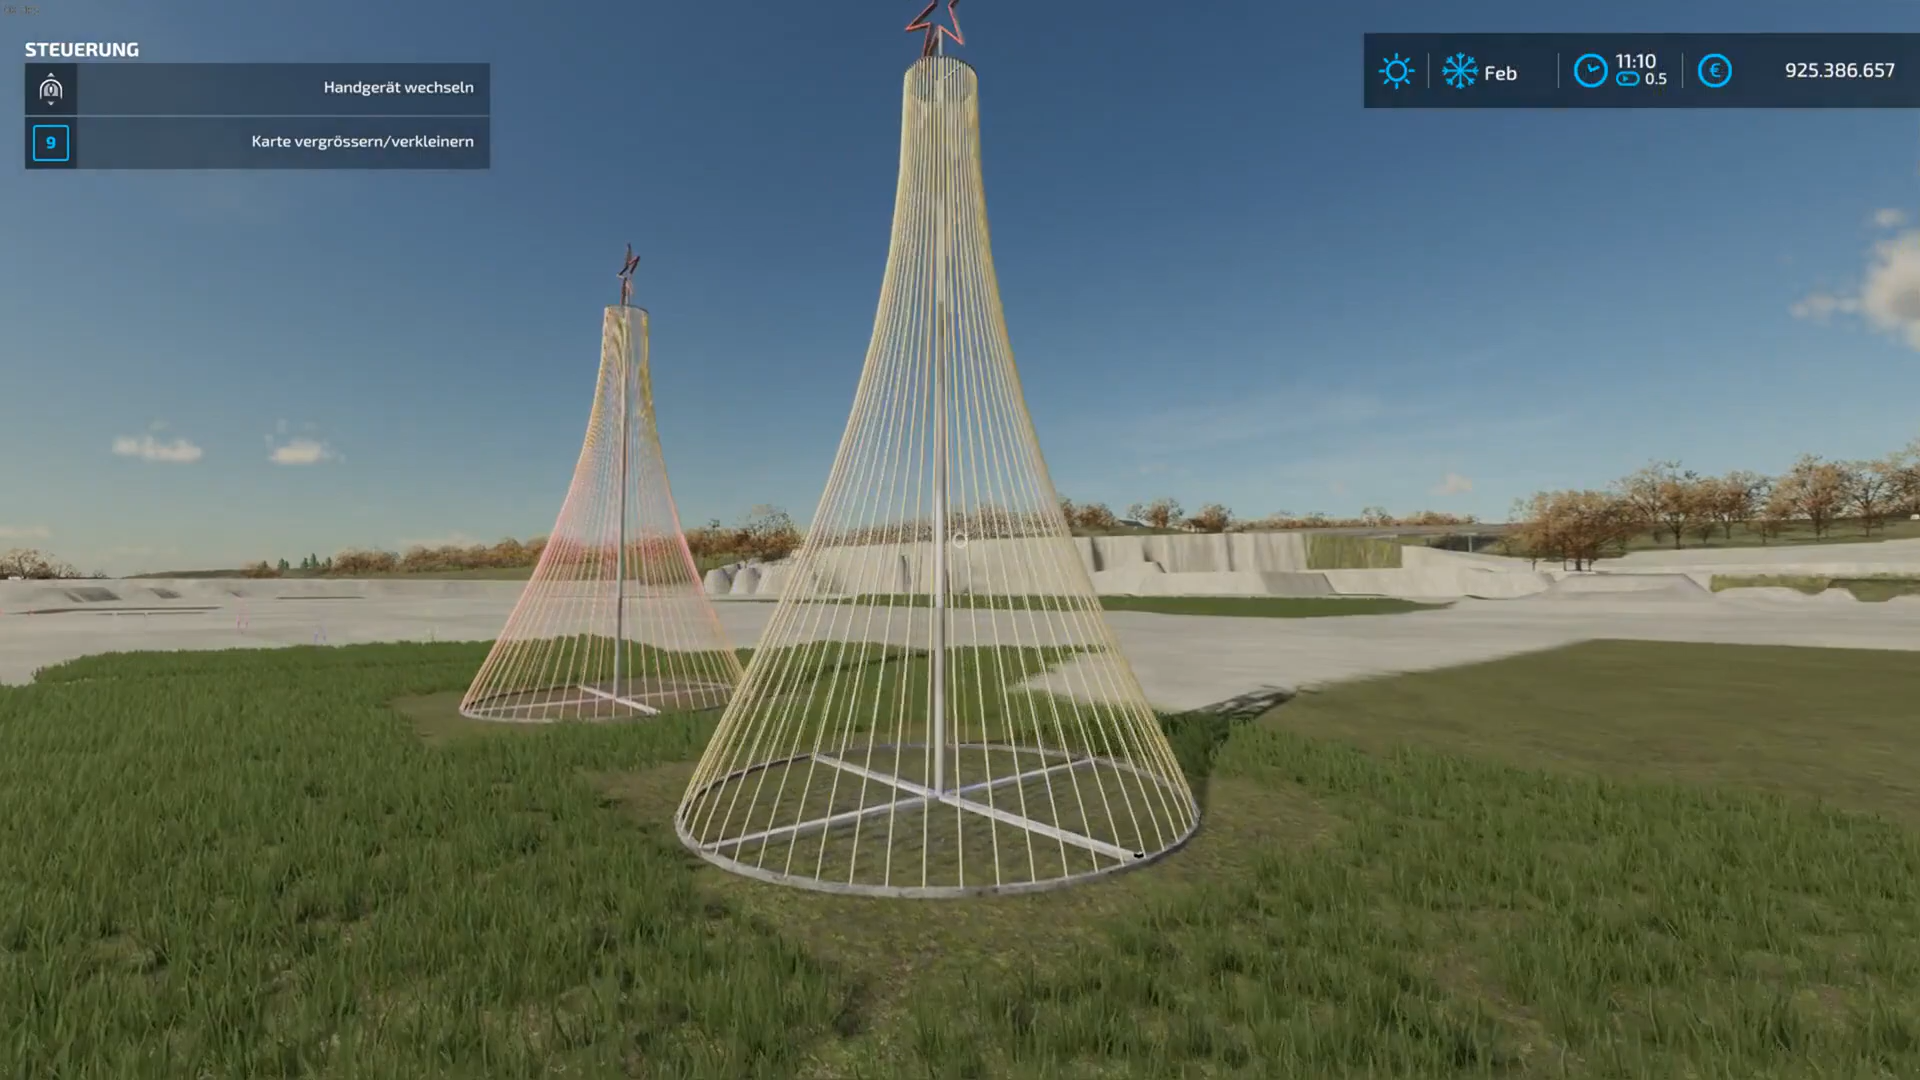 STEUERUNG
Handgerät wechseln
9 Karte vergrössern/verkleinern
Feb
11:10
0.5
€ 925.386.657